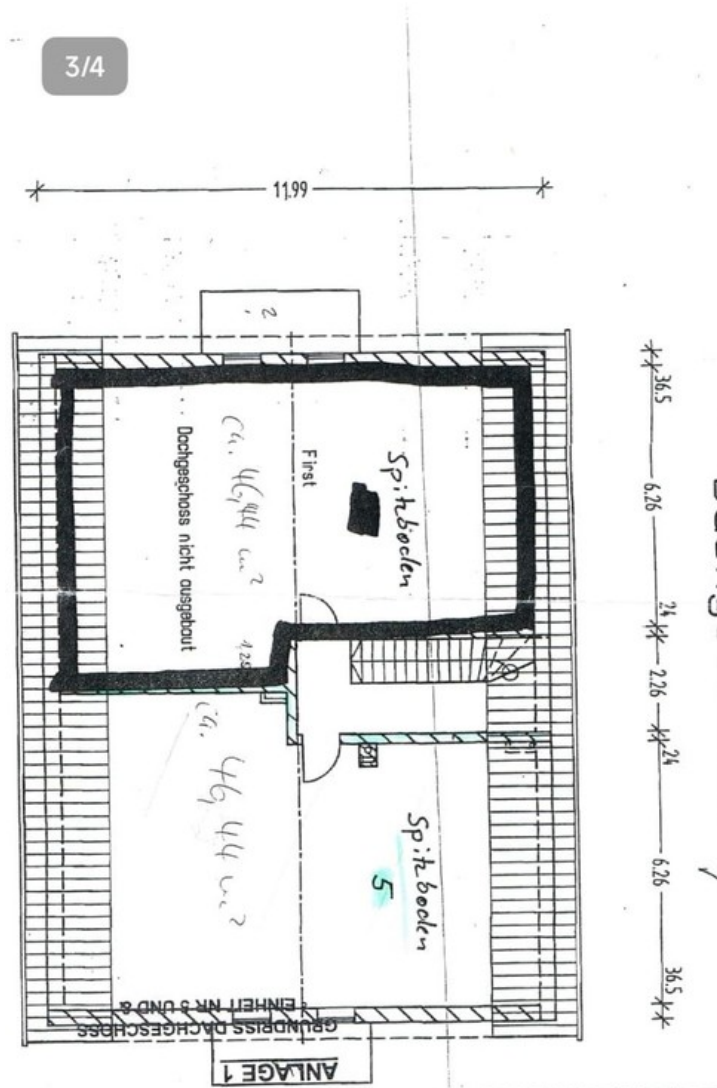 3/4
11.99
?
36.5
6.26
24
2.26
24
6.26
36.5
Spitzboden
First
ca. 46,44 m²
Dachgeschoss nicht ausgebaut
1,25
Spitzboden
5
ca. 46,44 m²
ANLAGE 1
GRUNDRISS DACHGESCHOSS
EINHEIT NR 5 UND 6